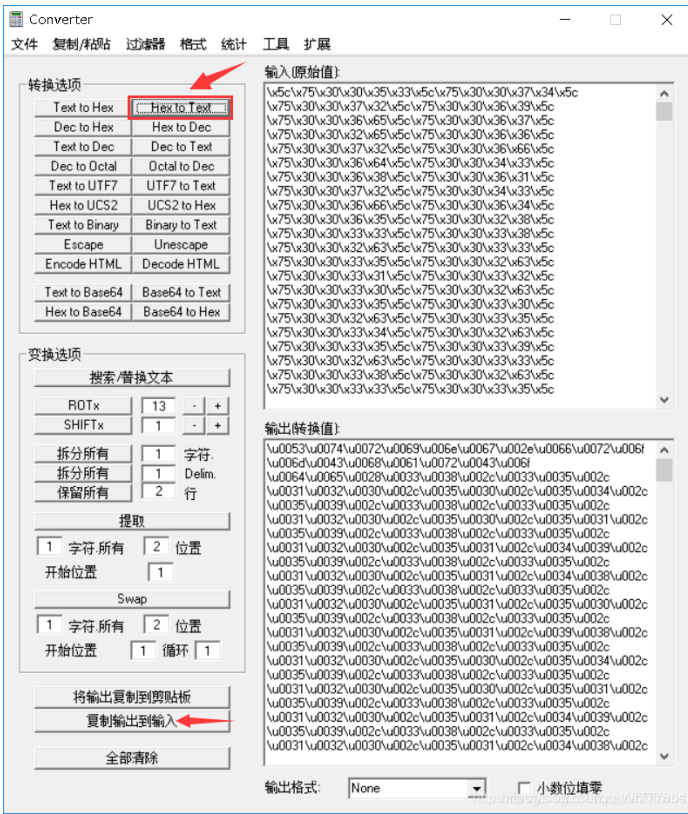 Converter
文件 复制/粘贴 过滤器 格式 统计 工具 扩展
转换选项
Text to Hex Hex to Text
Dec to Hex Hex to Dec
Text to Dec Dec to Text
Dec to Octal Octal to Dec
Text to UTF7 UTF7 to Text
Hex to UCS2 UCS2 to Hex
Text to Binary Binary to Text
Escape Unescape
Encode HTML Decode HTML
Text to Base64 Base64 to Text
Hex to Base64 Base64 to Hex
变换选项
搜索/替换文本
ROTx 13 - +
SHIFTx 1 - +
拆分所有 1 字符.
拆分所有 1 Delim.
保留所有 2 行
提取
1 字符.所有 2 位置
开始位置 1
Swap
1 字符.所有 2 位置
开始位置 1 循环 1
将输出复制到剪贴板
复制输出到输入
全部清除
输入(原始值):
\x5c\x75\x30\x30\x35\x33\x5c\x75\x30\x30\x37\x34\x5c
\x75\x30\x30\x37\x32\x5c\x75\x30\x30\x36\x39\x5c
\x75\x30\x30\x36\x65\x5c\x75\x30\x30\x36\x37\x5c
\x75\x30\x30\x32\x65\x5c\x75\x30\x30\x36\x36\x5c
\x75\x30\x30\x37\x32\x5c\x75\x30\x30\x36\x66\x5c
\x75\x30\x30\x36\x64\x5c\x75\x30\x30\x34\x33\x5c
\x75\x30\x30\x36\x38\x5c\x75\x30\x30\x36\x31\x5c
\x75\x30\x30\x37\x32\x5c\x75\x30\x30\x34\x33\x5c
\x75\x30\x30\x36\x66\x5c\x75\x30\x30\x36\x34\x5c
\x75\x30\x30\x36\x35\x5c\x75\x30\x30\x32\x38\x5c
\x75\x30\x30\x33\x33\x5c\x75\x30\x30\x33\x38\x5c
\x75\x30\x30\x32\x63\x5c\x75\x30\x30\x33\x33\x5c
\x75\x30\x30\x33\x35\x5c\x75\x30\x30\x32\x63\x5c
\x75\x30\x30\x33\x31\x5c\x75\x30\x30\x33\x32\x5c
\x75\x30\x30\x33\x30\x5c\x75\x30\x30\x32\x63\x5c
\x75\x30\x30\x33\x35\x5c\x75\x30\x30\x33\x30\x5c
\x75\x30\x30\x32\x63\x5c\x75\x30\x30\x33\x35\x5c
\x75\x30\x30\x33\x34\x5c\x75\x30\x30\x32\x63\x5c
\x75\x30\x30\x33\x35\x5c\x75\x30\x30\x33\x39\x5c
\x75\x30\x30\x32\x63\x5c\x75\x30\x30\x33\x33\x5c
\x75\x30\x30\x33\x38\x5c\x75\x30\x30\x32\x63\x5c
\x75\x30\x30\x33\x33\x5c\x75\x30\x30\x33\x35\x5c
输出(转换值):
\u0053\u0074\u0072\u0069\u006e\u0067\u002e\u0066\u0072\u006f
\u006d\u0043\u0068\u0061\u0072\u0043\u006f
\u0064\u0065\u0028\u0033\u0038\u002c\u0033\u0035\u002c
\u0031\u0032\u0030\u002c\u0035\u0030\u002c\u0035\u0034\u002c
\u0035\u0039\u002c\u0033\u0038\u002c\u0033\u0035\u002c
\u0031\u0032\u0030\u002c\u0035\u0030\u002c\u0035\u0031\u002c
\u0035\u0039\u002c\u0033\u0038\u002c\u0033\u0035\u002c
\u0031\u0032\u0030\u002c\u0035\u0031\u002c\u0034\u0039\u002c
\u0035\u0039\u002c\u0033\u0038\u002c\u0033\u0035\u002c
\u0031\u0032\u0030\u002c\u0035\u0031\u002c\u0034\u0038\u002c
\u0035\u0039\u002c\u0033\u0038\u002c\u0033\u0035\u002c
\u0031\u0032\u0030\u002c\u0035\u0031\u002c\u0035\u0030\u002c
\u0035\u0039\u002c\u0033\u0038\u002c\u0033\u0035\u002c
\u0031\u0032\u0030\u002c\u0035\u0031\u002c\u0039\u0038\u002c
\u0035\u0039\u002c\u0033\u0038\u002c\u0033\u0035\u002c
\u0031\u0032\u0030\u002c\u0035\u0030\u002c\u0035\u0034\u002c
\u0035\u0039\u002c\u0033\u0038\u002c\u0033\u0035\u002c
\u0031\u0032\u0030\u002c\u0035\u0030\u002c\u0035\u0031\u002c
\u0035\u0039\u002c\u0033\u0038\u002c\u0033\u0035\u002c
\u0031\u0032\u0030\u002c\u0035\u0031\u002c\u0034\u0039\u002c
\u0035\u0039\u002c\u0033\u0038\u002c\u0033\u0035\u002c
\u0031\u0032\u0030\u002c\u0035\u0031\u002c\u0034\u0038\u002c
输出格式: None 小数位填零